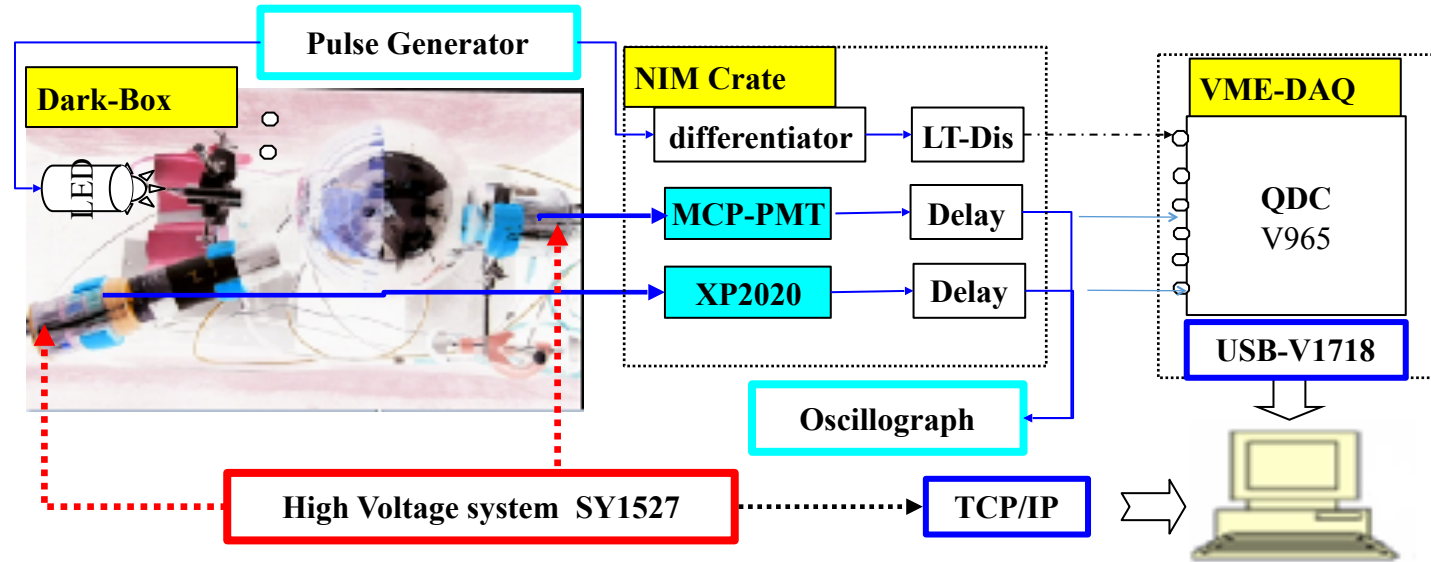 Pulse Generator
Dark-Box
LED
NIM Crate
differentiator
LT-Dis
MCP-PMT
Delay
XP2020
Delay
VME-DAQ
QDC
V965
USB-V1718
Oscillograph
High Voltage system SY1527
TCP/IP